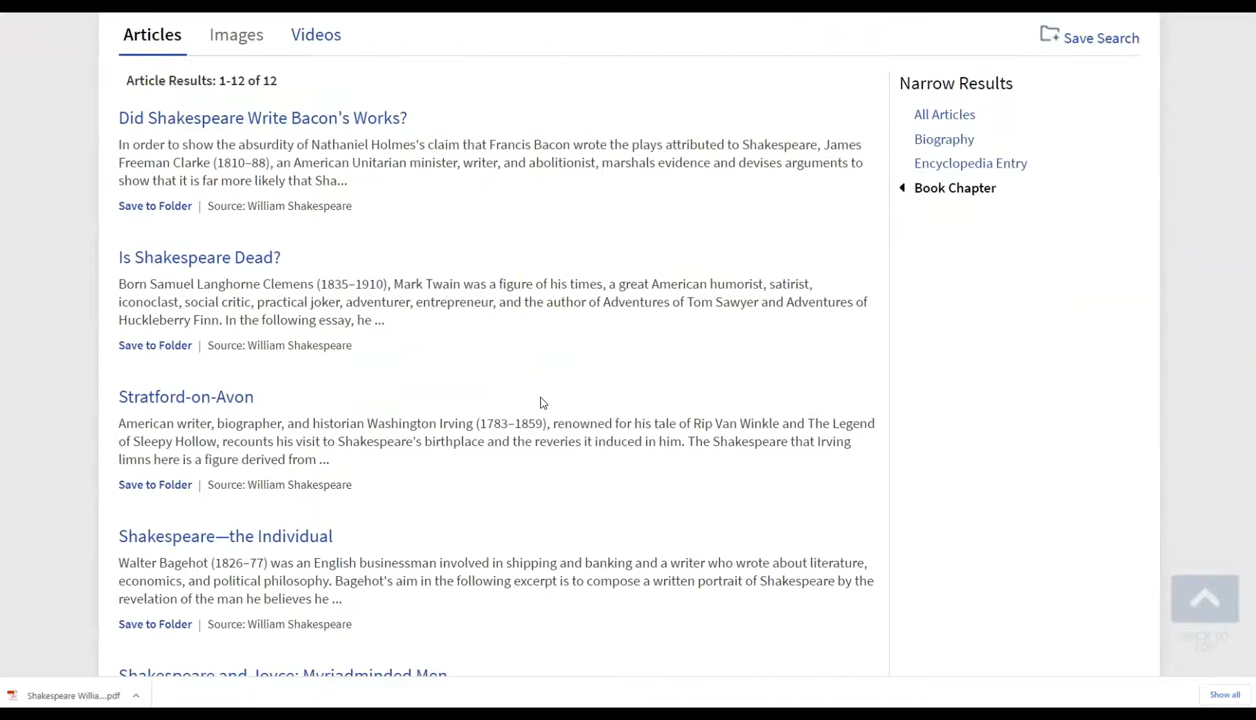 Articles
Images
Videos
Save Search
Article Results: 1-12 of 12
Narrow Results
All Articles
Biography
Encyclopedia Entry
Book Chapter
Did Shakespeare Write Bacon's Works?
In order to show the absurdity of Nathaniel Holmes's claim that Francis Bacon wrote the plays attributed to Shakespeare, James
Freeman Clarke (1810–88), an American Unitarian minister, writer, and abolitionist, marshals evidence and devises arguments to
show that it is far more likely that Sha...
Save to Folder | Source: William Shakespeare
Is Shakespeare Dead?
Born Samuel Langhorne Clemens (1835–1910), Mark Twain was a figure of his times, a great American humorist, satirist,
iconoclast, social critic, practical joker, adventurer, entrepreneur, and the author of Adventures of Tom Sawyer and Adventures of
Huckleberry Finn. In the following essay, he ...
Save to Folder | Source: William Shakespeare
Stratford-on-Avon
American writer, biographer, and historian Washington Irving (1783–1859), renowned for his tale of Rip Van Winkle and The Legend
of Sleepy Hollow, recounts his visit to Shakespeare's birthplace and the reveries it induced in him. The Shakespeare that Irving
limns here is a figure derived from ...
Save to Folder | Source: William Shakespeare
Shakespeare—the Individual
Walter Bagehot (1826–77) was an English businessman involved in shipping and banking and a writer who wrote about literature,
economics, and political philosophy. Bagehot's aim in the following excerpt is to compose a written portrait of Shakespeare by the
revelation of the man he believes he ...
Save to Folder | Source: William Shakespeare
Shakespeare and Joyce: Myriadminded Men
Shakespeare Willia....pdf
Show all